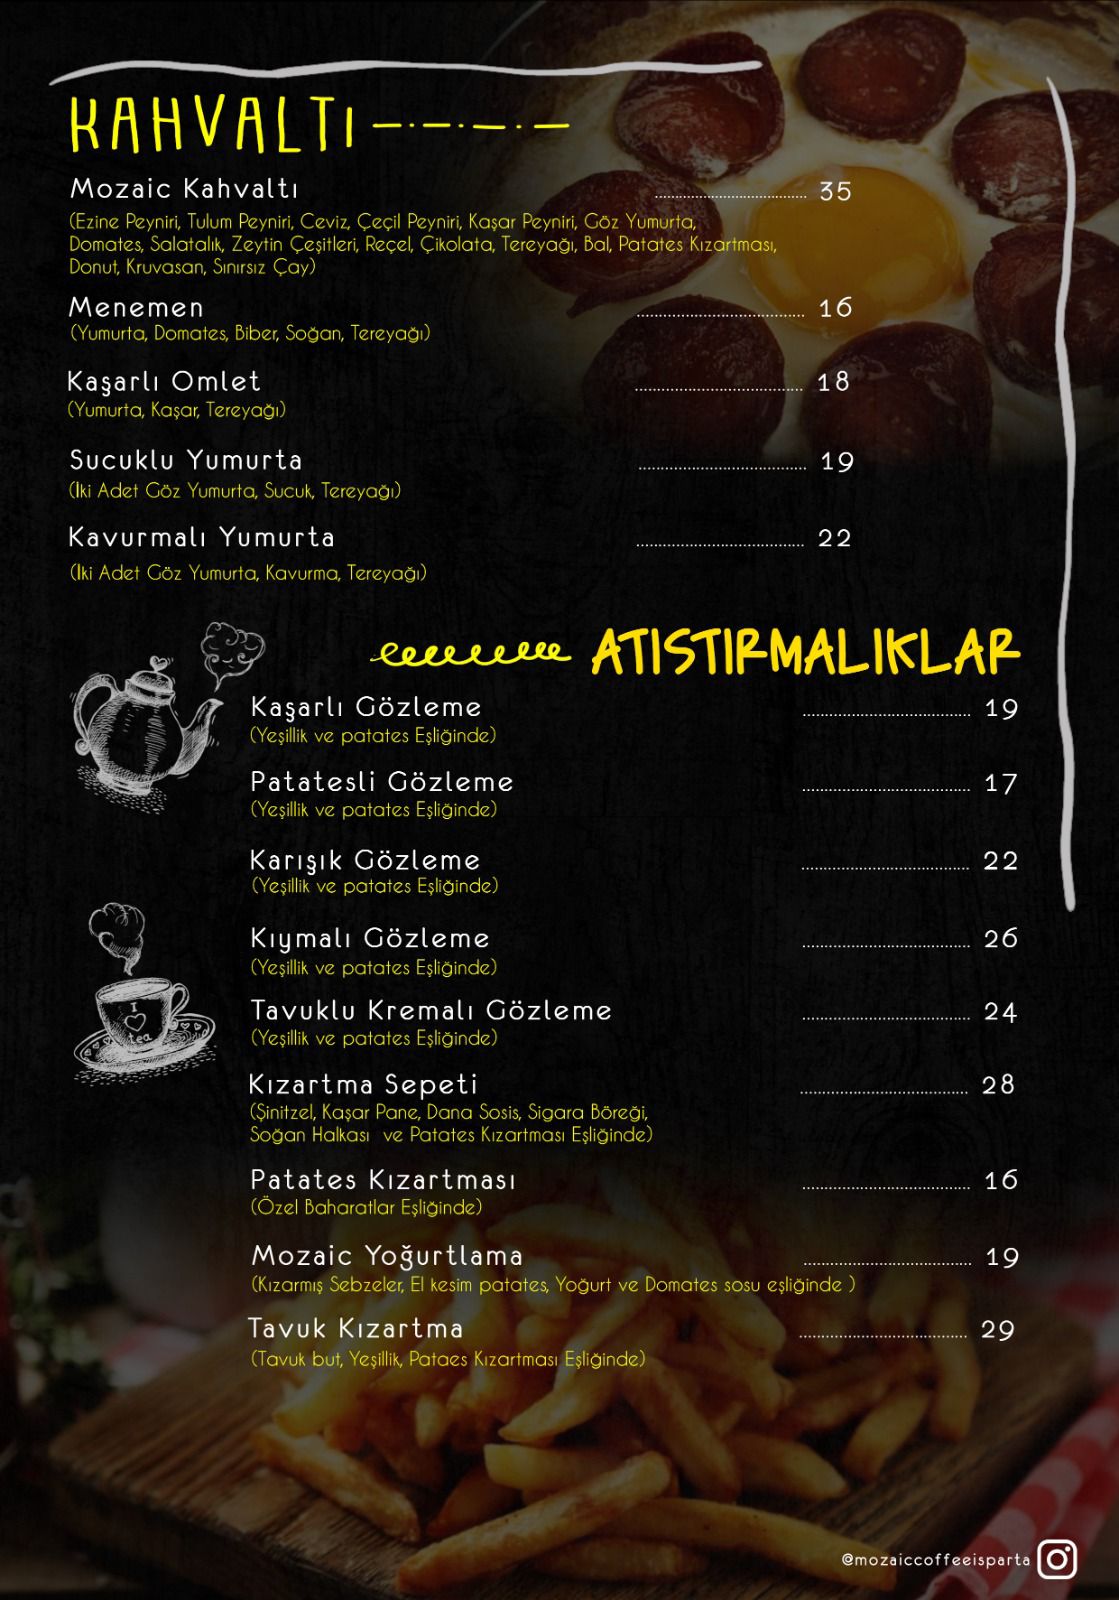 KAHVALTI
Mozaic Kahvaltı ........ 35
(Ezine Peyniri, Tulum Peyniri, Ceviz, Çeçil Peyniri, Kaşar Peyniri, Göz Yumurta,
Domates, Salatalık, Zeytin Çeşitleri, Reçel, Çikolata, Tereyağı, Bal, Patates Kızartması,
Donut, Kruvasan, Sınırsız Çay)
Menemen ........ 16
(Yumurta, Domates, Biber, Soğan, Tereyağı)
Kaşarlı Omlet ........ 18
(Yumurta, Kaşar, Tereyağı)
Sucuklu Yumurta ........ 19
(İki Adet Göz Yumurta, Sucuk, Tereyağı)
Kavurmalı Yumurta ........ 22
(İki Adet Göz Yumurta, Kavurma, Tereyağı)
ATISTIRMALIKLAR
Kaşarlı Gözleme ........ 19
(Yeşillik ve patates Eşliğinde)
Patatesli Gözleme ........ 17
(Yeşillik ve patates Eşliğinde)
Karışık Gözleme ........ 22
(Yeşillik ve patates Eşliğinde)
Kıymalı Gözleme ........ 26
(Yeşillik ve patates Eşliğinde)
I
tea
Tavuklu Kremalı Gözleme ........ 24
(Yeşillik ve patates Eşliğinde)
Kızartma Sepeti ........ 28
(Şinitzel, Kaşar Pane, Dana Sosis, Sigara Böreği,
Soğan Halkası ve Patates Kızartması Eşliğinde)
Patates Kızartması ........ 16
(Özel Baharatlar Eşliğinde)
Mozaic Yoğurtlama ........ 19
(Kızarmış Sebzeler, El kesim patates, Yoğurt ve Domates sosu eşliğinde )
Tavuk Kızartma ........ 29
(Tavuk but, Yeşillik, Pataes Kızartması Eşliğinde)
@mozaiccoffeeisparta